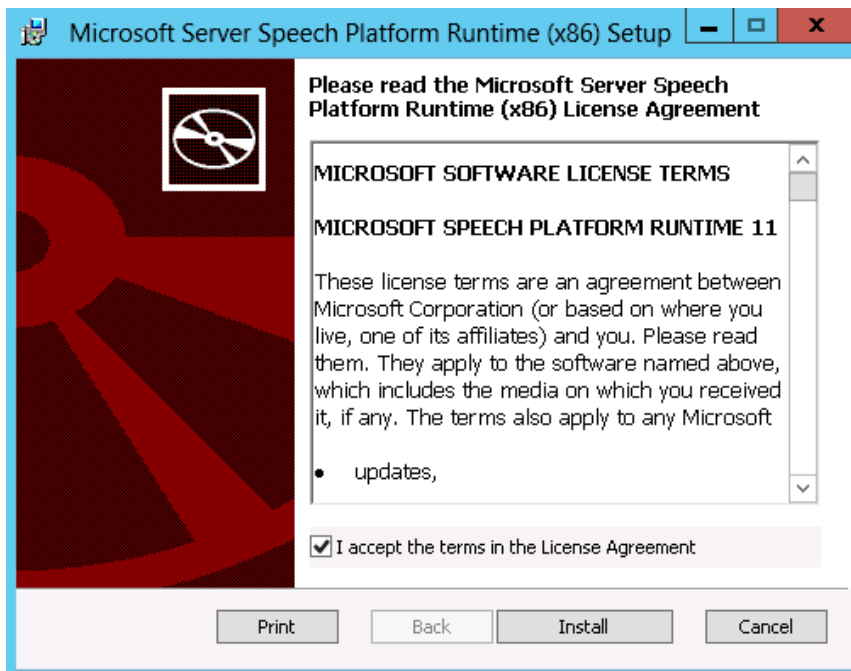 Microsoft Server Speech Platform Runtime (x86) Setup
Please read the Microsoft Server Speech
Platform Runtime (x86) License Agreement
MICROSOFT SOFTWARE LICENSE TERMS
MICROSOFT SPEECH PLATFORM RUNTIME 11
These license terms are an agreement between
Microsoft Corporation (or based on where you
live, one of its affiliates) and you. Please read
them. They apply to the software named above,
which includes the media on which you received
it, if any. The terms also apply to any Microsoft
• updates,
I accept the terms in the License Agreement
Print
Back
Install
Cancel